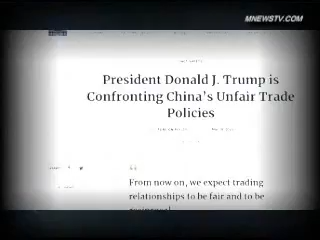 MNEWSTV.COM
President Donald J. Trump is
Confronting China's Unfair Trade
Policies
From now on, we expect trading
relationships to be fair and to be